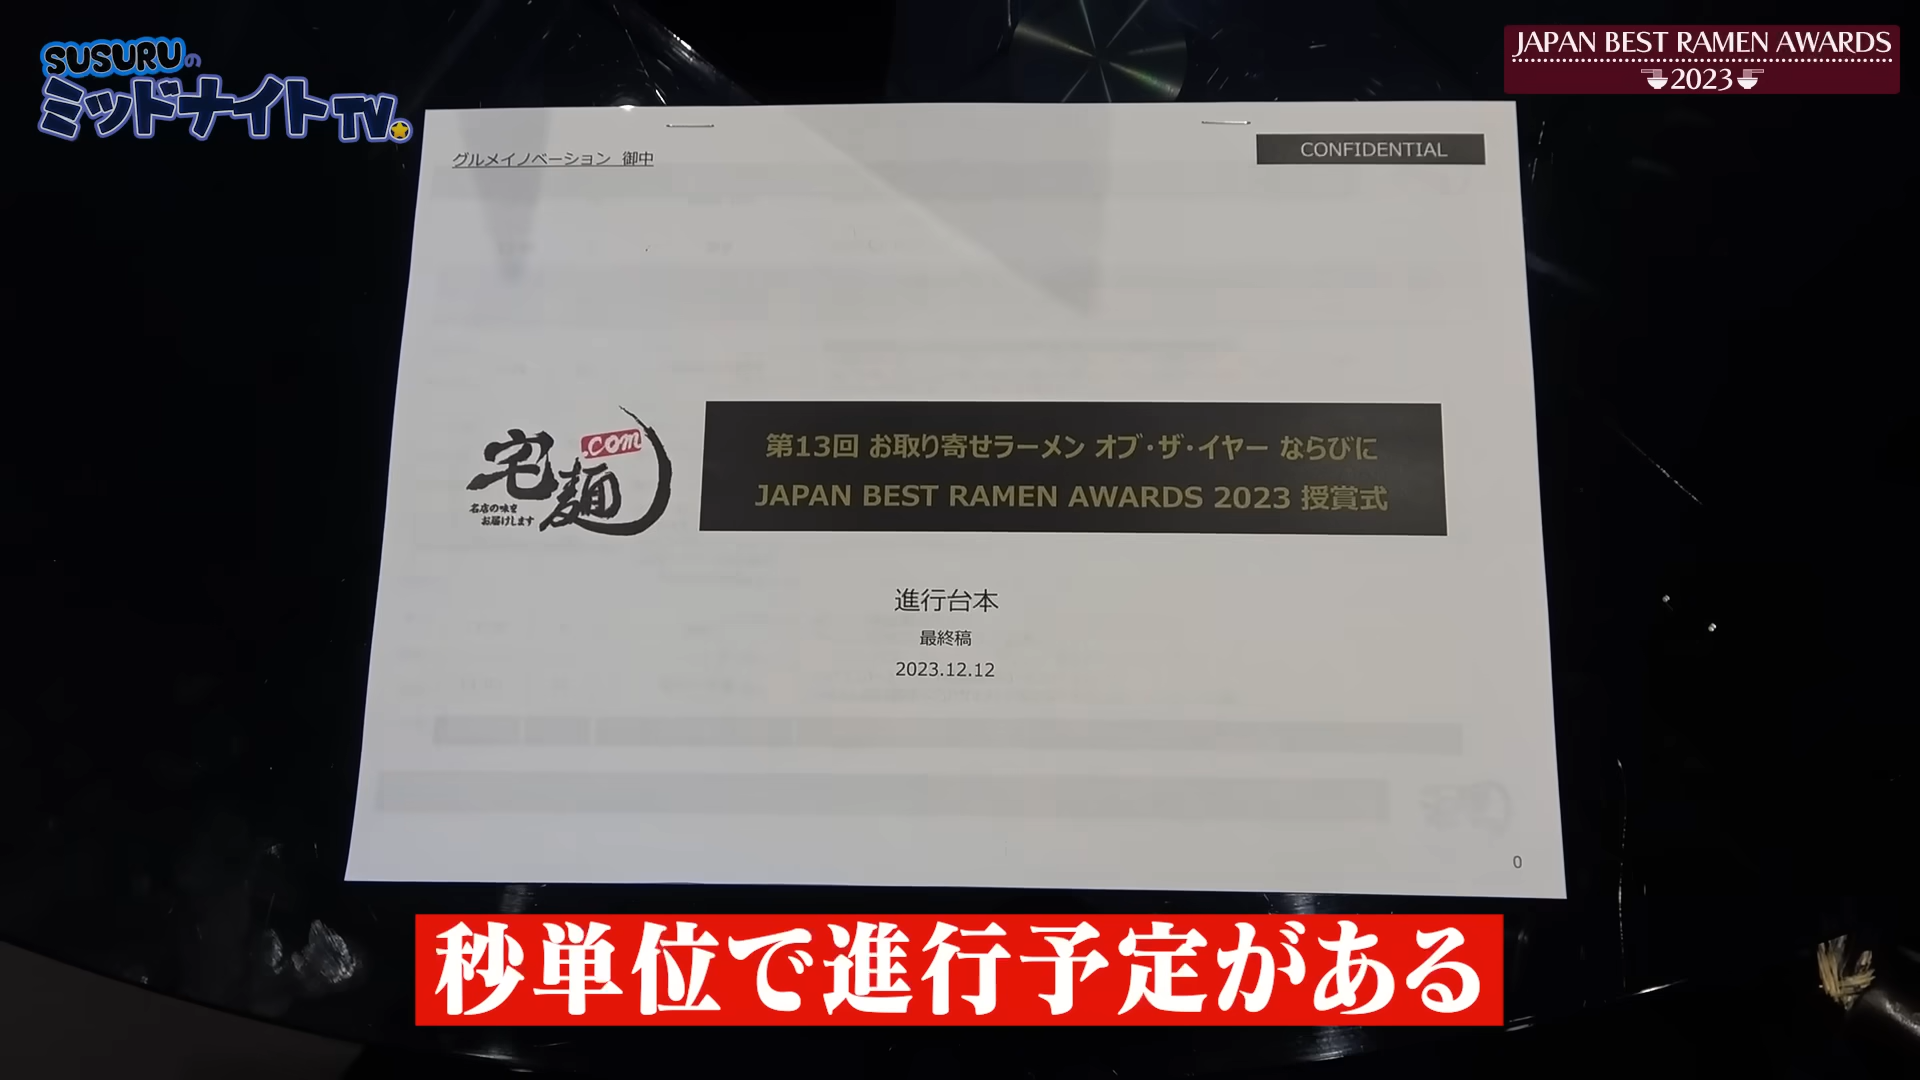 SUSURUの
ミッドナイトTV.
JAPAN BEST RAMEN AWARDS
2023
グルメイノベーション 御中
CONFIDENTIAL
宅麺
.com
名店の味を
お届けします
第13回 お取り寄せラーメン オブ・ザ・イヤー ならびに
JAPAN BEST RAMEN AWARDS 2023 授賞式
進行台本
最終稿
2023.12.12
0
秒単位で進行予定がある